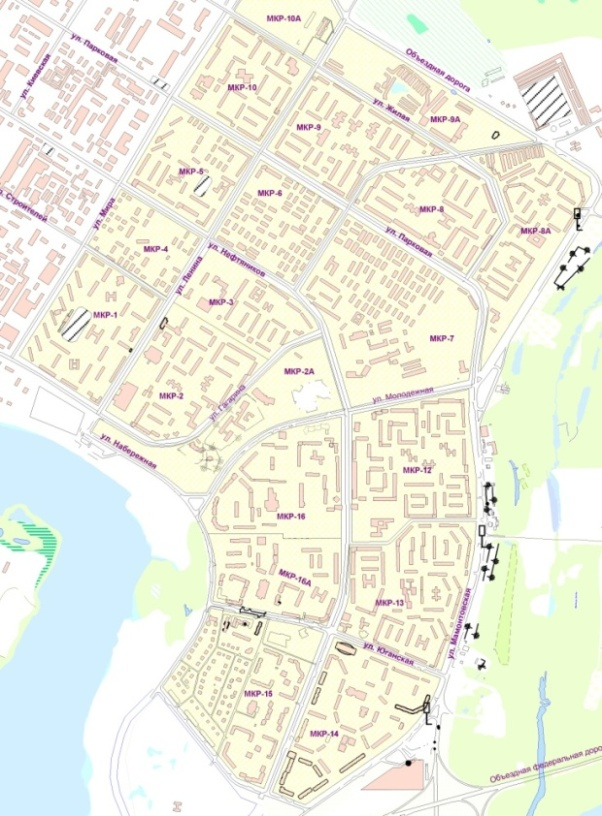 МКР-10А
ул. Парковая
Объездная дорога
ул. Киевская
МКР-10
ул. Жилая
МКР-9А
МКР-9
МКР-5
МКР-6
МКР-8
ул. Строителей
ул. Мира
МКР-8А
ул. Парковая
МКР-4
ул. Нефтяников
ул. Ленина
МКР-3
МКР-1
МКР-7
МКР-2А
МКР-2
ул. Гагарина
ул. Молодежная
ул. Набережная
МКР-12
МКР-16
МКР-16А
МКР-13
ул. Мамонтовская
ул. Юганская
МКР-15
МКР-14
Объездная федеральная доро